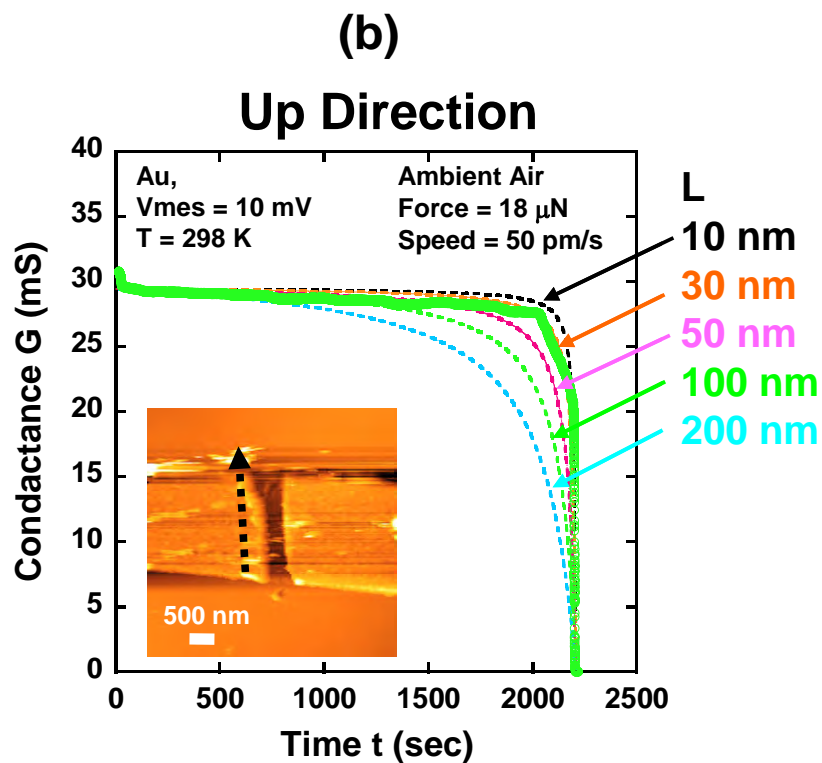 (b)
Up Direction
40
35
30
25
20
15
10
5
0
Condactance G (mS)
Au,
Vmes = 10 mV
T = 298 K
Ambient Air
Force = 18 μN
Speed = 50 pm/s
L
10 nm
30 nm
50 nm
100 nm
200 nm
500 nm
0 500 1000 1500 2000 2500
Time t (sec)